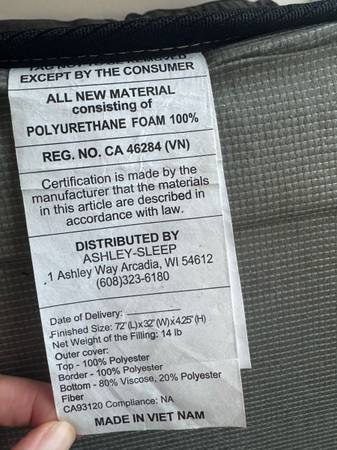 EXCEPT BY THE CONSUMER
ALL NEW MATERIAL
consisting of
POLYURETHANE FOAM 100%
REG. NO. CA 46284 (VN)
Certification is made by the
manufacturer that the materials
in this article are described in
accordance with law.
DISTRIBUTED BY
ASHLEY-SLEEP
1 Ashley Way Arcadia, WI 54612
(608)323-6180
Date of Delivery:
Finished Size: 72"(L)x32"(W)x4.25"(H)
Net Weight of the Filling: 14 lb
Outer cover:
Top - 100% Polyester
Border - 100% Polyester
Bottom - 80% Viscose, 20% Polyester
Fiber
CA93120 Compliance: NA
MADE IN VIET NAM